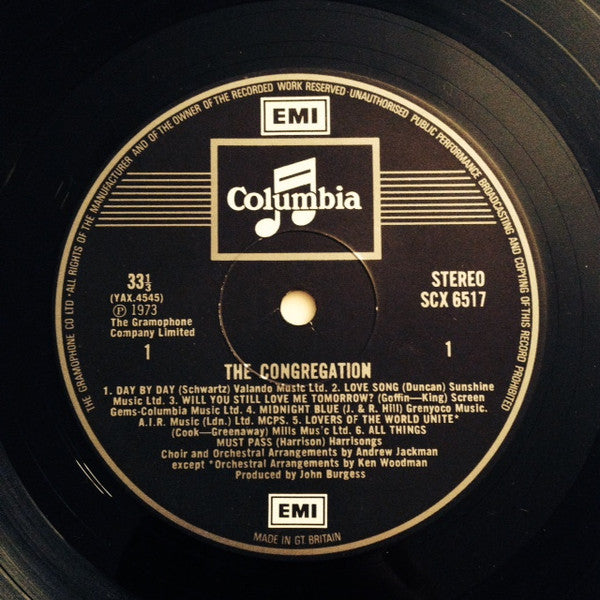 THE GRAMOPHONE CO LTD · ALL RIGHTS OF THE MANUFACTURER AND OF THE OWNER OF THE RECORDED WORK RESERVED · UNAUTHORISED PUBLIC PERFORMANCE BROADCASTING AND COPYING OF THIS RECORD PROHIBITED
EMI
Columbia
33⅓
(YAX.4545)
Ⓟ 1973
The Gramophone
Company Limited
1
STEREO
SCX 6517
1
THE CONGREGATION
1. DAY BY DAY (Schwartz) Valando Music Ltd. 2. LOVE SONG (Duncan) Sunshine
Music Ltd. 3. WILL YOU STILL LOVE ME TOMORROW? (Goffin—King) Screen
Gems-Columbia Music Ltd. 4. MIDNIGHT BLUE (J. & R. Hill) Grenyoco Music.
A.I.R. Music (Ldn.) Ltd. MCPS. 5. LOVERS OF THE WORLD UNITE*
(Cook—Greenaway) Mills Music Ltd. 6. ALL THINGS
MUST PASS (Harrison) Harrisongs
Choir and Orchestral Arrangements by Andrew Jackman
except *Orchestral Arrangements by Ken Woodman
Produced by John Burgess
EMI
MADE IN GT. BRITAIN